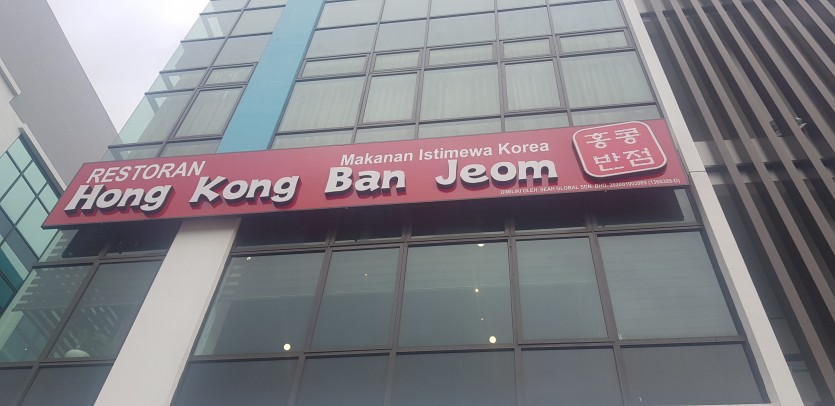 RESTORAN
Makanan Istimewa Korea
Hong Kong Ban Jeom
홍콩
반점